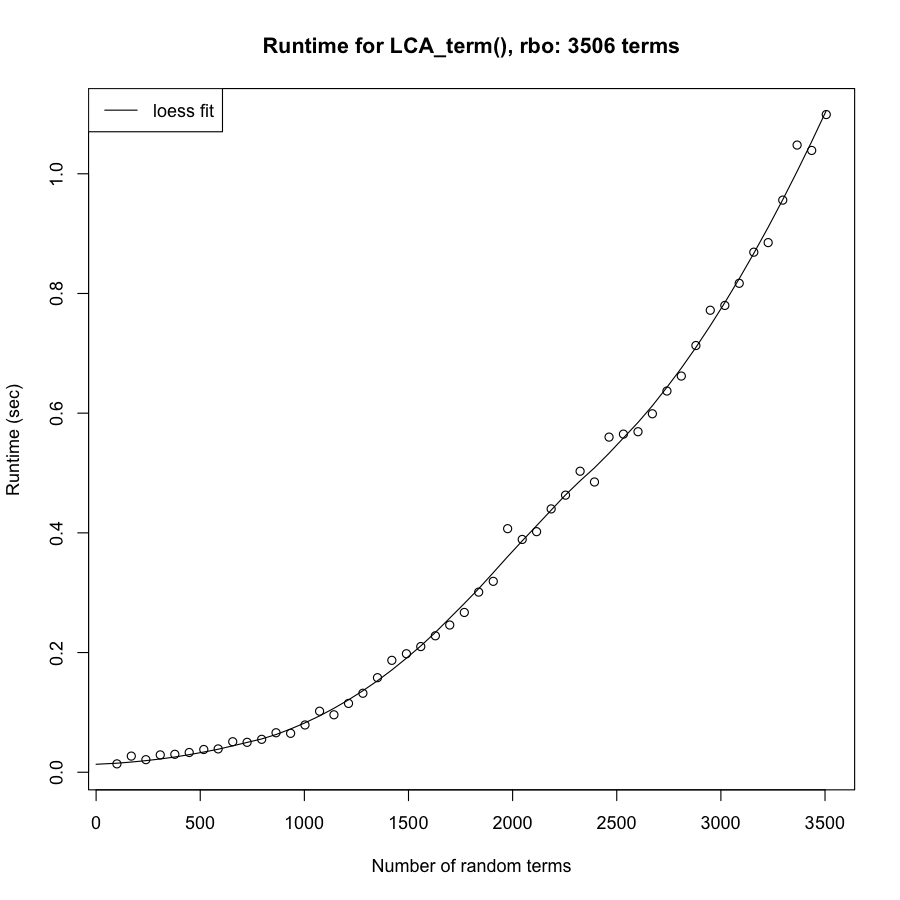 Runtime for LCA_term(), rbo: 3506 terms
loess fit
Runtime (sec)
1.0
0.8
0.6
0.4
0.2
0.0
0 500 1000 1500 2000 2500 3000 3500
Number of random terms